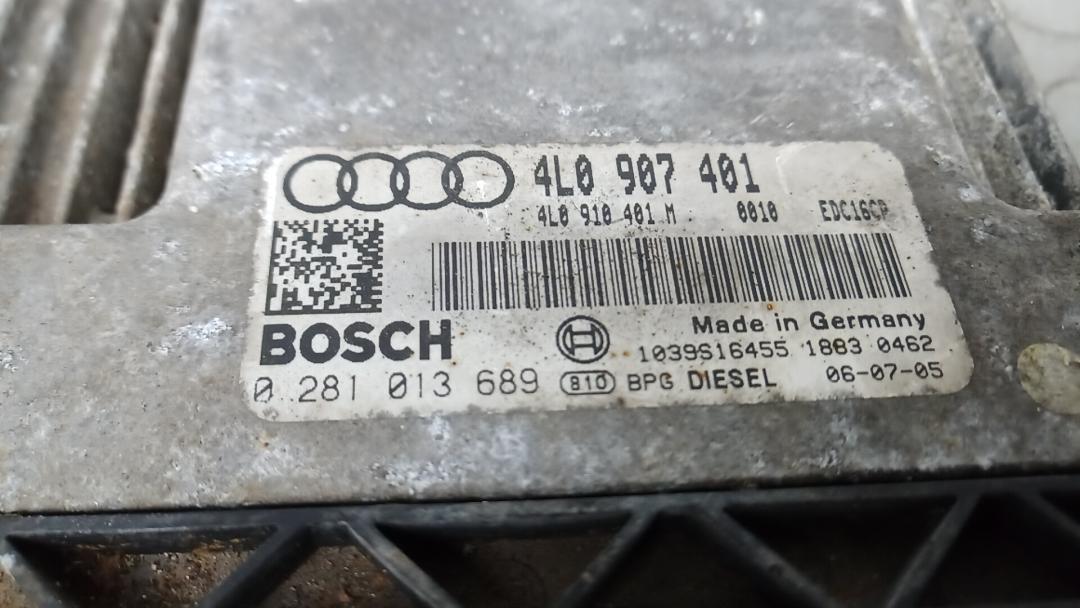 4L0 907 401
4L0 910 401 M 0010 EDC16CP
BOSCH Made in Germany
1039S16455 1883 0462
0 281 013 689 810 BPG DIESEL 06-07-05